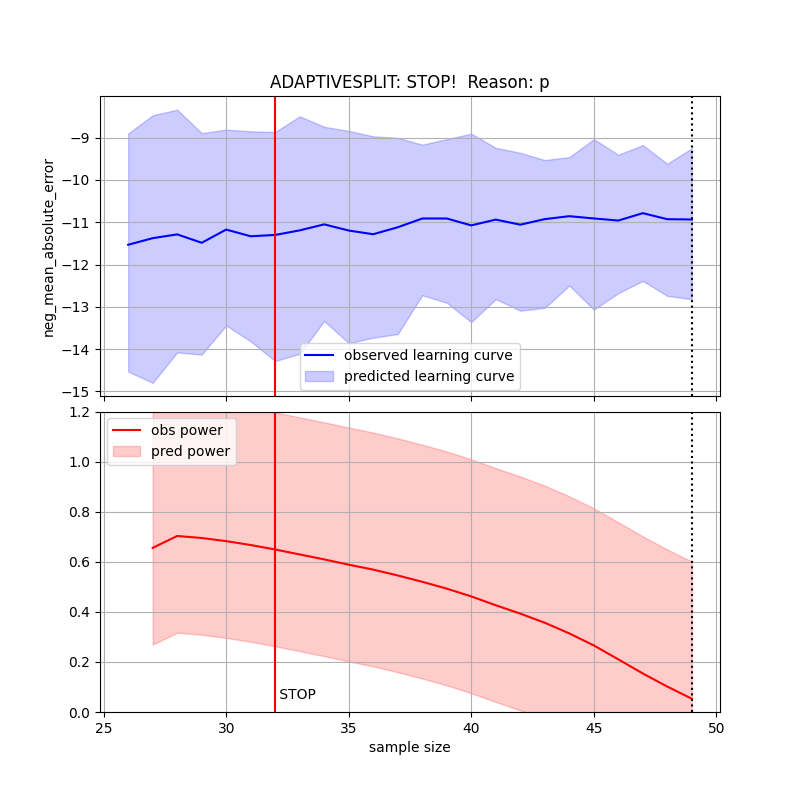 ADAPTIVESPLIT: STOP!  Reason: p
−9
−10
−11
−12
−13
−14
−15
neg_mean_absolute_error
observed learning curve
predicted learning curve
1.2
1.0
0.8
0.6
0.4
0.2
0.0
obs power
pred power
STOP
25 30 35 40 45 50
sample size